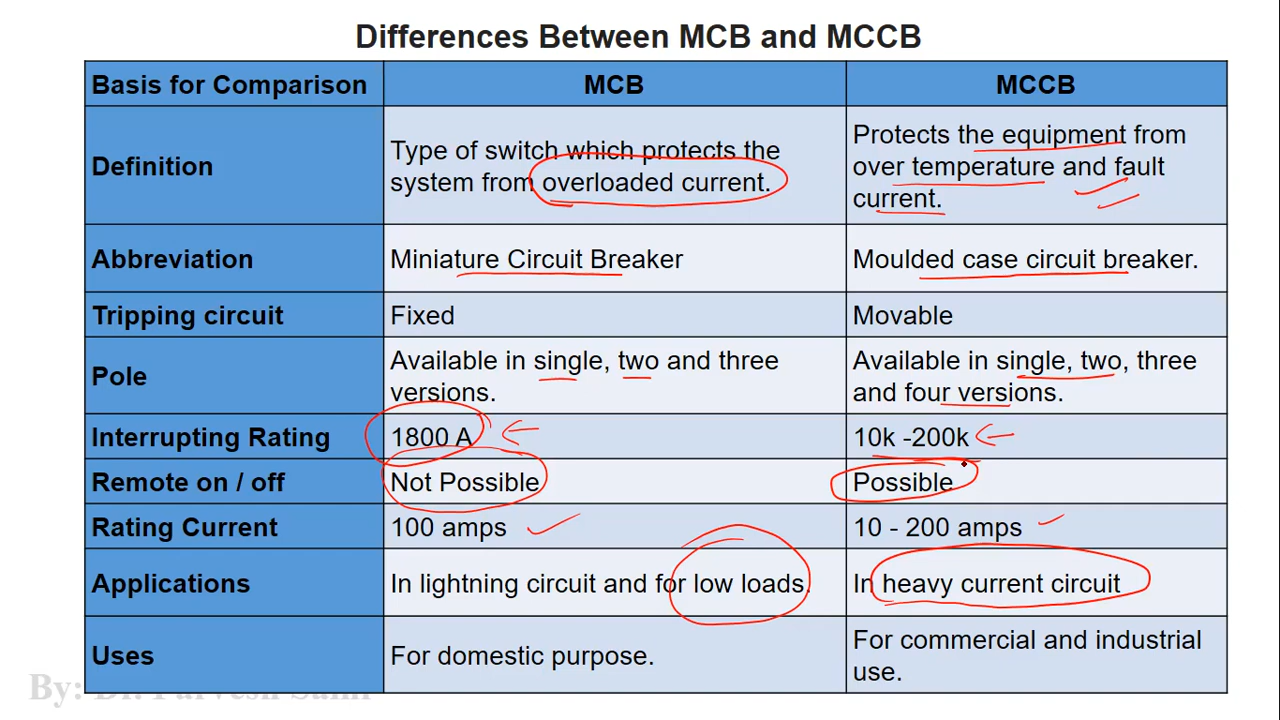 Differences Between MCB and MCCB
Basis for Comparison
MCB
MCCB
Definition
Type of switch which protects the
system from overloaded current.
Protects the equipment from
over temperature and fault
current.
Abbreviation
Miniature Circuit Breaker
Moulded case circuit breaker.
Tripping circuit
Fixed
Movable
Pole
Available in single, two and three
versions.
Available in single, two, three
and four versions.
Interrupting Rating
1800 A
10k -200k
Remote on / off
Not Possible
Possible
Rating Current
100 amps
10 - 200 amps
Applications
In lightning circuit and for low loads.
In heavy current circuit
Uses
For domestic purpose.
For commercial and industrial
use.
By: Dr.